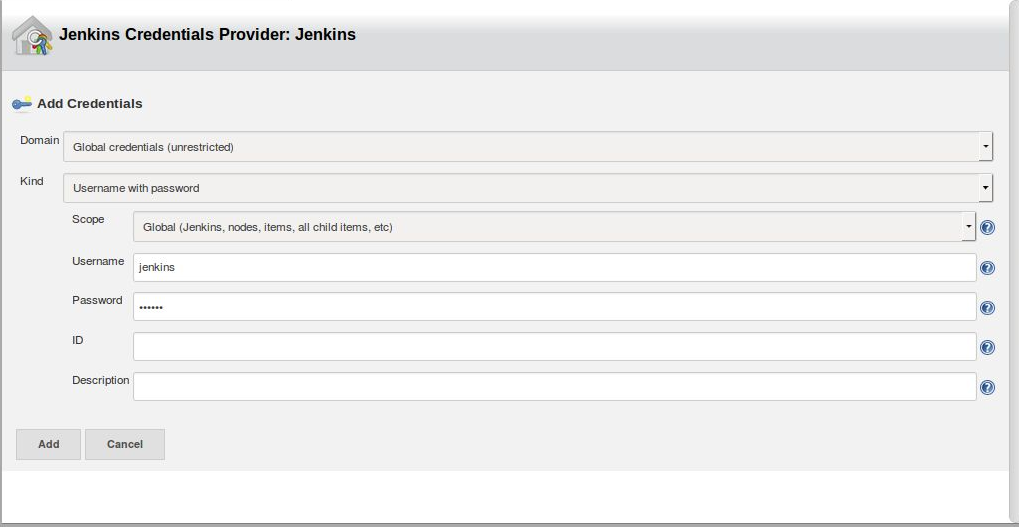 Jenkins Credentials Provider: Jenkins
Add Credentials
Domain Global credentials (unrestricted)
Kind Username with password
Scope Global (Jenkins, nodes, items, all child items, etc)
Username jenkins
Password ••••••
ID
Description
Add Cancel